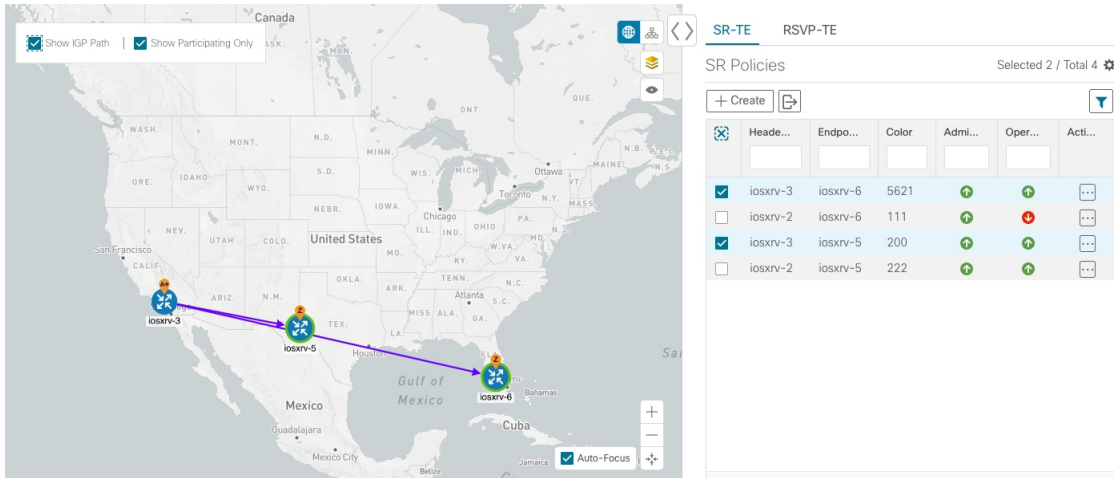 Canada
Show IGP Path | Show Participating Only
SASK.
MAN.
ONT.
QUE.
WASH.
MONT.
N.D.
MINN.
N.B.
P.E.I.
MAINE
N.S.
ORE.
IDAHO
WYO.
S.D.
WIS.
MICH.
Ottawa
VT.
Toronto
N.Y.
MASS
NEBR.
IOWA
Chicago
PA.
NEV.
UTAH
COLO.
United States
ILL.
IND.
OHIO
N.J.
MD.
San Francisco
MO.
W.VA.
KY.
VA.
CALIF.
OKLA.
TENN.
N.C.
ARK.
Atlanta
A+
ARIZ.
N.M.
S.C.
MISS
ALA.
GA.
iosxrv-3
Z
TEX.
LA.
iosxrv-5
Houston
Z
Gulf of
Mexico
iosxrv-6
Bahamas
Mexico
Cuba
Guadalajara
Mexico City
Jamaica
Belize
Auto-Focus
SR-TE RSVP-TE
SR Policies Selected 2 / Total 4
+ Create
Heade... Endpo... Color Admi... Oper... Acti...
iosxrv-3 iosxrv-6 5621
iosxrv-2 iosxrv-6 111
iosxrv-3 iosxrv-5 200
iosxrv-2 iosxrv-5 222